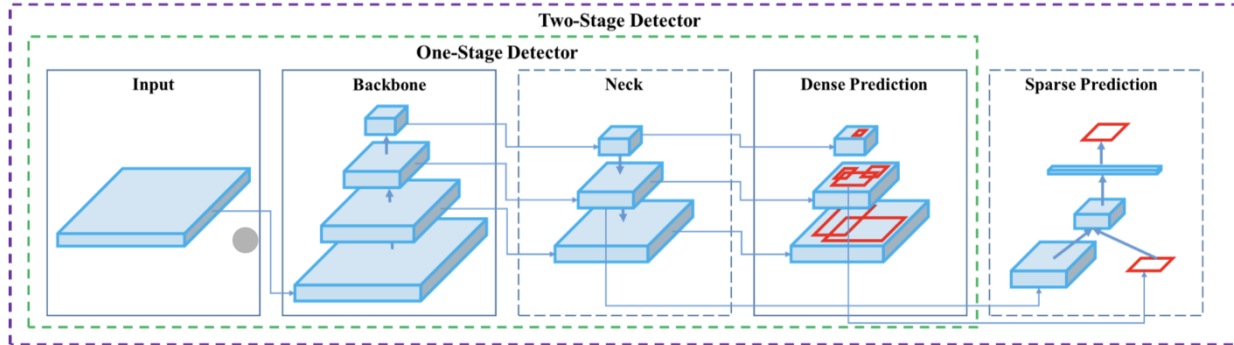 Two-Stage Detector
One-Stage Detector
Input
Backbone
Neck
Dense Prediction
Sparse Prediction